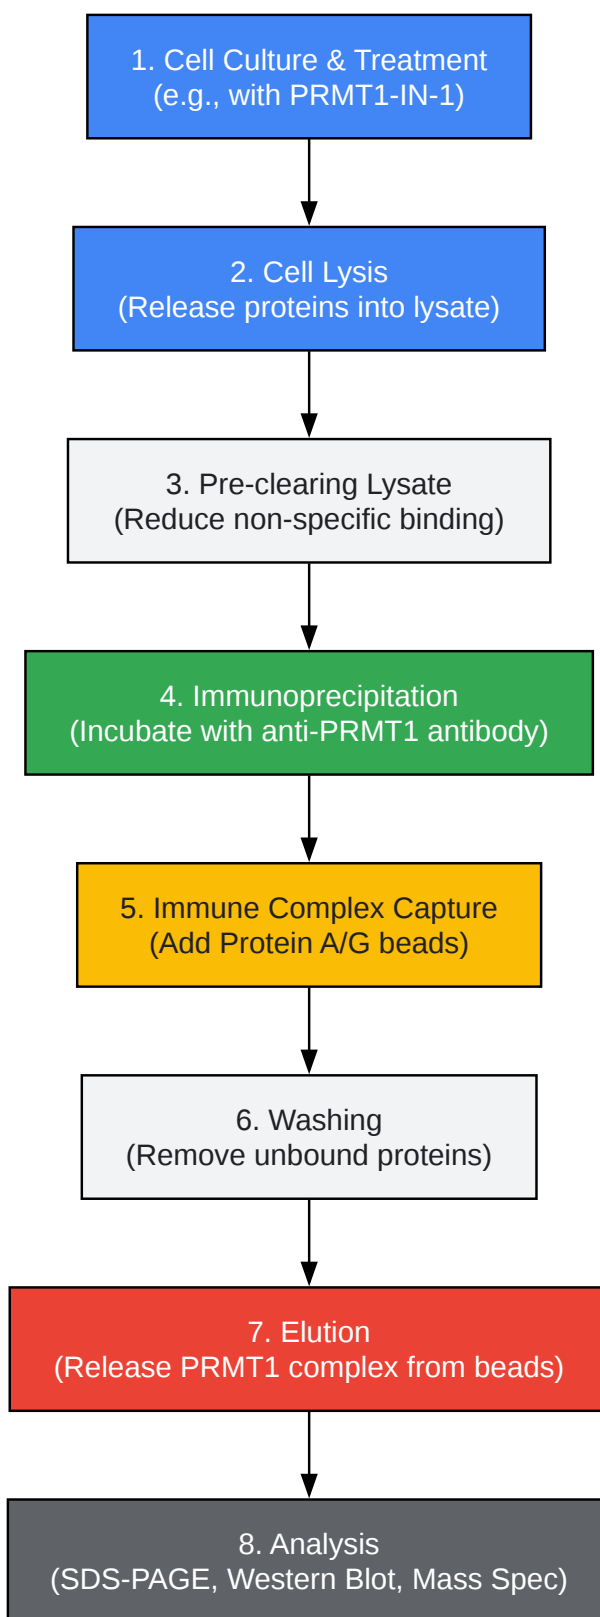 1. Cell Culture & Treatment
(e.g., with PRMT1-IN-1)
2. Cell Lysis
(Release proteins into lysate)
3. Pre-clearing Lysate
(Reduce non-specific binding)
4. Immunoprecipitation
(Incubate with anti-PRMT1 antibody)
5. Immune Complex Capture
(Add Protein A/G beads)
6. Washing
(Remove unbound proteins)
7. Elution
(Release PRMT1 complex from beads)
8. Analysis
(SDS-PAGE, Western Blot, Mass Spec)